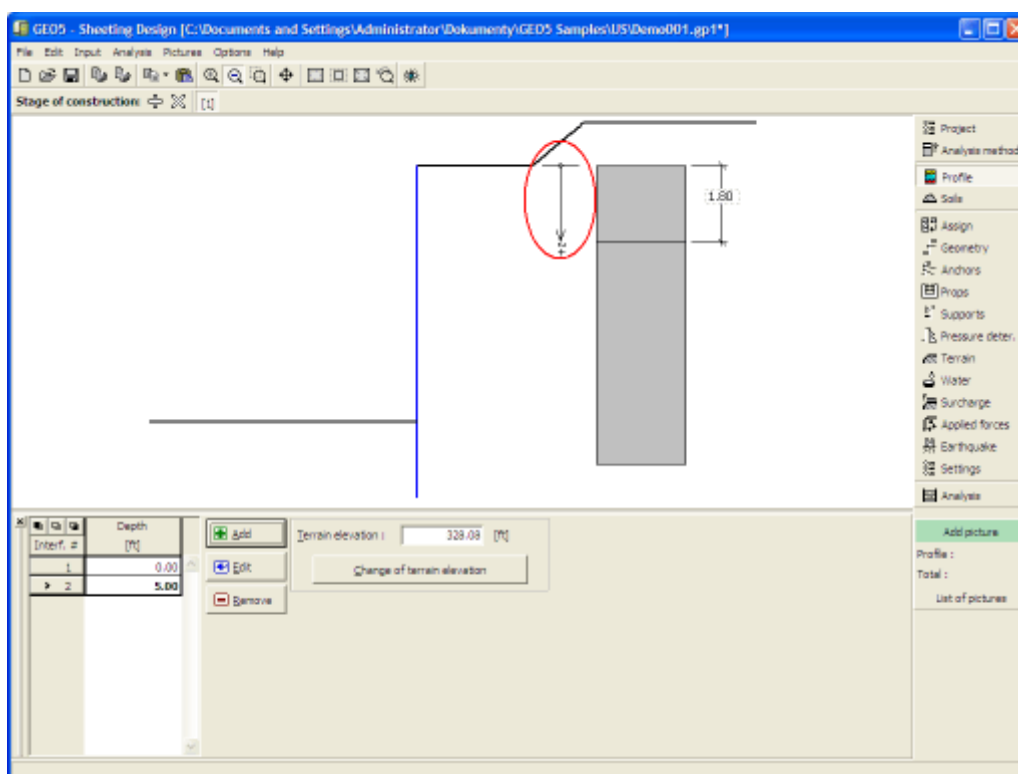 GEO5 - Sheeting Design [C:\Documents and Settings\Administrator\Dokumenty\GEO5 Samples\US\Demo001.gp1*]
File Edit Input Analysis Pictures Options Help
Stage of construction: [1]
1.80
+z
Project
Analysis method
Profile
Soils
Assign
Geometry
Anchors
Props
Supports
Pressure deter.
Terrain
Water
Surcharge
Applied forces
Earthquake
Settings
Analysis
Interf. #
Depth
[ft]
1 0.00
2 5.00
Add
Edit
Remove
Terrain elevation : 328.08 [ft]
Change of terrain elevation
Add picture
Profile :
Total :
List of pictures